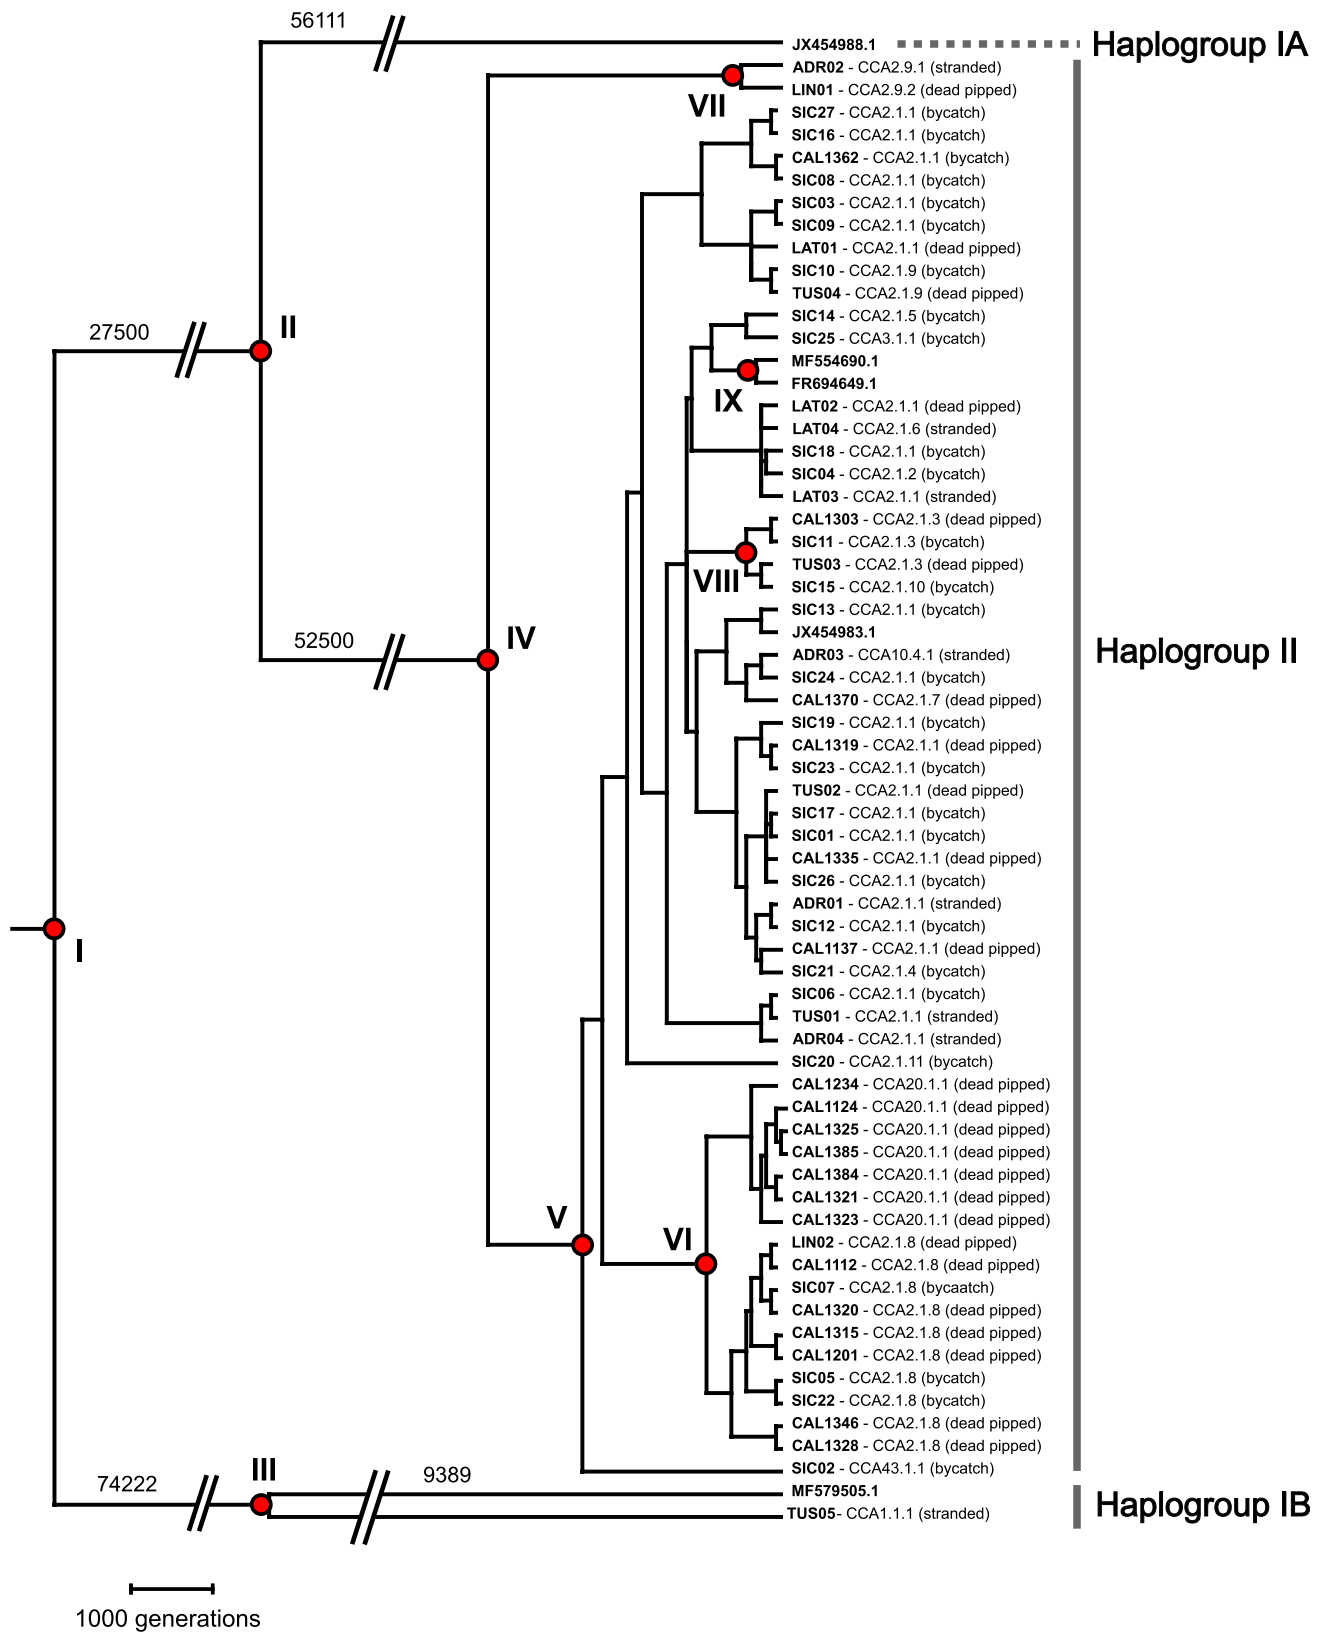 56111
JX454988.1
Haplogroup IA
ADR02 - CCA2.9.1 (stranded)
LIN01 - CCA2.9.2 (dead pipped)
VII
SIC27 - CCA2.1.1 (bycatch)
SIC16 - CCA2.1.1 (bycatch)
CAL1362 - CCA2.1.1 (bycatch)
SIC08 - CCA2.1.1 (bycatch)
SIC03 - CCA2.1.1 (bycatch)
SIC09 - CCA2.1.1 (bycatch)
LAT01 - CCA2.1.1 (dead pipped)
SIC10 - CCA2.1.9 (bycatch)
TUS04 - CCA2.1.9 (dead pipped)
SIC14 - CCA2.1.5 (bycatch)
27500
II
SIC25 - CCA3.1.1 (bycatch)
MF554690.1
FR694649.1
IX
LAT02 - CCA2.1.1 (dead pipped)
LAT04 - CCA2.1.6 (stranded)
SIC18 - CCA2.1.1 (bycatch)
SIC04 - CCA2.1.2 (bycatch)
LAT03 - CCA2.1.1 (stranded)
CAL1303 - CCA2.1.3 (dead pipped)
SIC11 - CCA2.1.3 (bycatch)
TUS03 - CCA2.1.3 (dead pipped)
VIII
SIC15 - CCA2.1.10 (bycatch)
SIC13 - CCA2.1.1 (bycatch)
JX454983.1
52500
IV
ADR03 - CCA10.4.1 (stranded)
Haplogroup II
SIC24 - CCA2.1.1 (bycatch)
CAL1370 - CCA2.1.7 (dead pipped)
SIC19 - CCA2.1.1 (bycatch)
CAL1319 - CCA2.1.1 (dead pipped)
SIC23 - CCA2.1.1 (bycatch)
TUS02 - CCA2.1.1 (dead pipped)
SIC17 - CCA2.1.1 (bycatch)
SIC01 - CCA2.1.1 (bycatch)
CAL1335 - CCA2.1.1 (dead pipped)
SIC26 - CCA2.1.1 (bycatch)
ADR01 - CCA2.1.1 (stranded)
SIC12 - CCA2.1.1 (bycatch)
I
CAL1137 - CCA2.1.1 (dead pipped)
SIC21 - CCA2.1.4 (bycatch)
SIC06 - CCA2.1.1 (bycatch)
TUS01 - CCA2.1.1 (stranded)
ADR04 - CCA2.1.1 (stranded)
SIC20 - CCA2.1.11 (bycatch)
CAL1234 - CCA20.1.1 (dead pipped)
CAL1124 - CCA20.1.1 (dead pipped)
CAL1325 - CCA20.1.1 (dead pipped)
CAL1385 - CCA20.1.1 (dead pipped)
CAL1384 - CCA20.1.1 (dead pipped)
CAL1321 - CCA20.1.1 (dead pipped)
CAL1323 - CCA20.1.1 (dead pipped)
V
VI
LIN02 - CCA2.1.8 (dead pipped)
CAL1112 - CCA2.1.8 (dead pipped)
SIC07 - CCA2.1.8 (bycaatch)
CAL1320 - CCA2.1.8 (dead pipped)
CAL1315 - CCA2.1.8 (dead pipped)
CAL1201 - CCA2.1.8 (dead pipped)
SIC05 - CCA2.1.8 (bycatch)
SIC22 - CCA2.1.8 (bycatch)
CAL1346 - CCA2.1.8 (dead pipped)
CAL1328 - CCA2.1.8 (dead pipped)
SIC02 - CCA43.1.1 (bycatch)
74222
III
9389
MF579505.1
TUS05- CCA1.1.1 (stranded)
Haplogroup IB
1000 generations